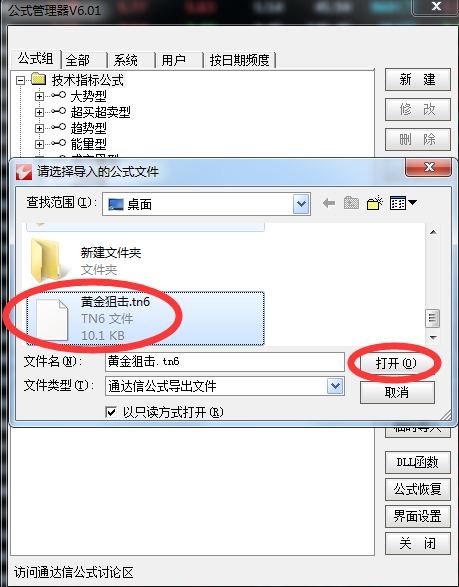 公式管理器V6.01
公式组 全部 系统 用户 按日期频度
技术指标公式
大势型
超买超卖型
趋势型
能量型
新 建
修 改
删 除
请选择导入的公式文件
查找范围(I): 桌面
新建文件夹
文件夹
黄金狙击.tn6
TN6 文件
10.1 KB
文件名(N): 黄金狙击.tn6 打开(O)
文件类型(T): 通达信公式导出文件 取消
以只读方式打开(R)
DLL函数
公式恢复
界面设置
关 闭
访问通达信公式讨论区